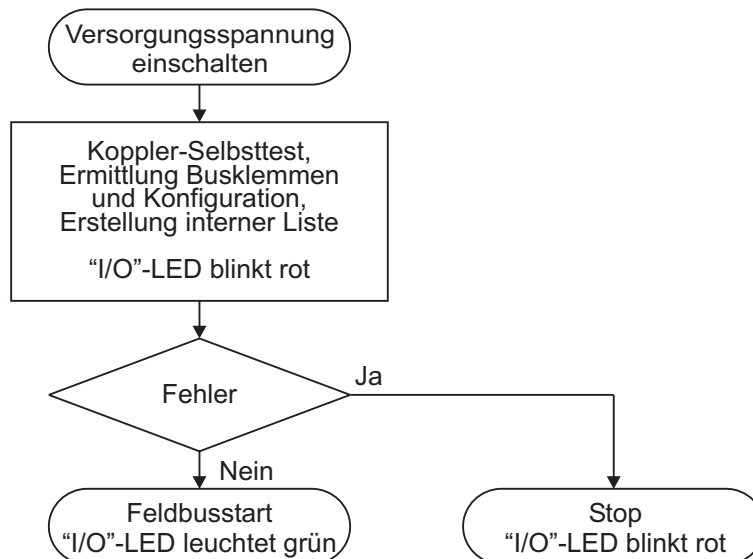 Versorgungsspannung
einschalten
Koppler-Selbsttest,
Ermittlung Busklemmen
und Konfiguration,
Erstellung interner Liste
“I/O”-LED blinkt rot
Fehler
Ja
Nein
Feldbusstart
“I/O”-LED leuchtet grün
Stop
“I/O”-LED blinkt rot